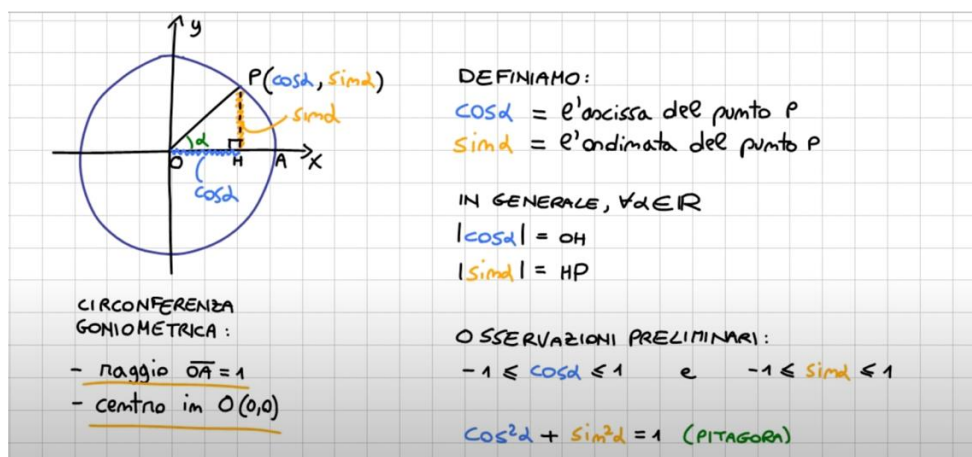 y
P(cosα, sinα)
sinα
α
O
H
A
x
cosα
CIRCONFERENZA
GONIOMETRICA:
- raggio O̅A̅ = 1
- centro in O (0,0)
DEFINIAMO:
cosα = l'ascissa del punto P
sinα = l'ordinata del punto P
IN GENERALE, ∀α∈ℝ
|cosα| = OH
|sinα| = HP
OSSERVAZIONI PRELIMINARI:
-1 ≤ cosα ≤ 1 e -1 ≤ sinα ≤ 1
cos²α + sin²α = 1 (PITAGORA)